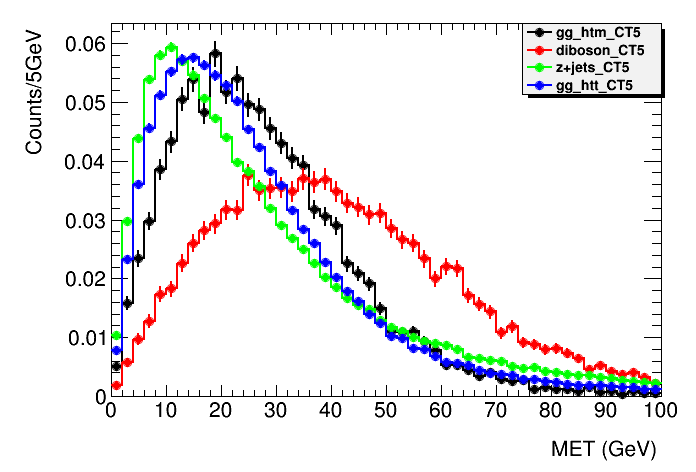 gg_htm_CT5
diboson_CT5
z+jets_CT5
gg_htt_CT5
Counts/5GeV
0.06
0.05
0.04
0.03
0.02
0.01
0
0 10 20 30 40 50 60 70 80 90 100
MET (GeV)